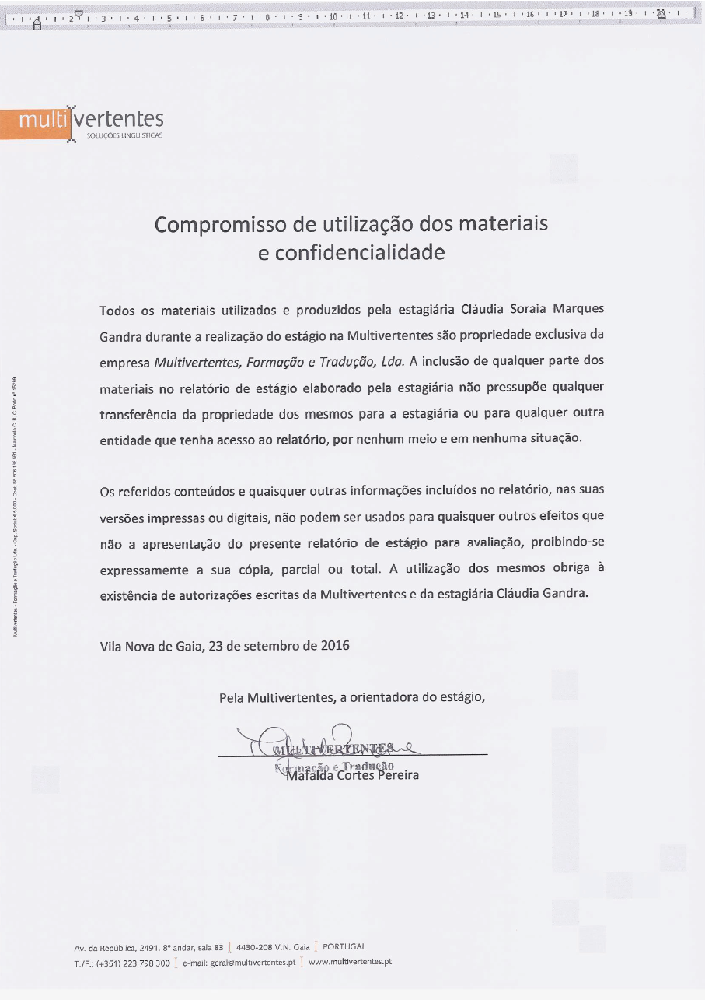 1 2 3 4 5 6 7 8 9 10 11 12 13 14 15 16 17 18 19
multivertentes
SOLUÇÕES LINGUÍSTICAS
Compromisso de utilização dos materiais
e confidencialidade
Todos os materiais utilizados e produzidos pela estagiária Cláudia Soraia Marques
Gandra durante a realização do estágio na Multivertentes são propriedade exclusiva da
empresa Multivertentes, Formação e Tradução, Lda. A inclusão de qualquer parte dos
materiais no relatório de estágio elaborado pela estagiária não pressupõe qualquer
transferência da propriedade dos mesmos para a estagiária ou para qualquer outra
entidade que tenha acesso ao relatório, por nenhum meio e em nenhuma situação.
Os referidos conteúdos e quaisquer outras informações incluídos no relatório, nas suas
versões impressas ou digitais, não podem ser usados para quaisquer outros efeitos que
não a apresentação do presente relatório de estágio para avaliação, proibindo-se
expressamente a sua cópia, parcial ou total. A utilização dos mesmos obriga à
existência de autorizações escritas da Multivertentes e da estagiária Cláudia Gandra.
Vila Nova de Gaia, 23 de setembro de 2016
Pela Multivertentes, a orientadora do estágio,
MULTIVERTENTES
Formação e Tradução
Mafalda Cortes Pereira
Multivertentes - Formação e Tradução Lda. - Cap. Social: € 5.000 - Cont. Nº 506 168 531 - Matrícula C. R. C. Porto nº
Av. da República, 2491, 8º andar, sala 83 | 4430-208 V.N. Gaia | PORTUGAL
T./F.: (+351) 223 798 300 | e-mail: geral@multivertentes.pt | www.multivertentes.pt